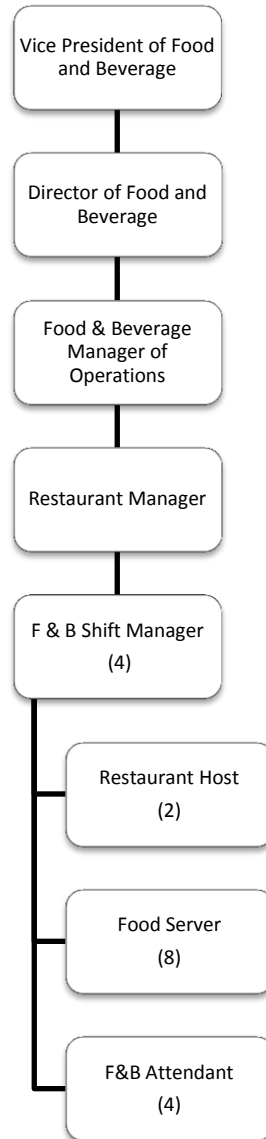 Vice President of Food
and Beverage
Director of Food and
Beverage
Food & Beverage
Manager of
Operations
Restaurant Manager
F & B Shift Manager
(4)
Restaurant Host
(2)
Food Server
(8)
F&B Attendant
(4)